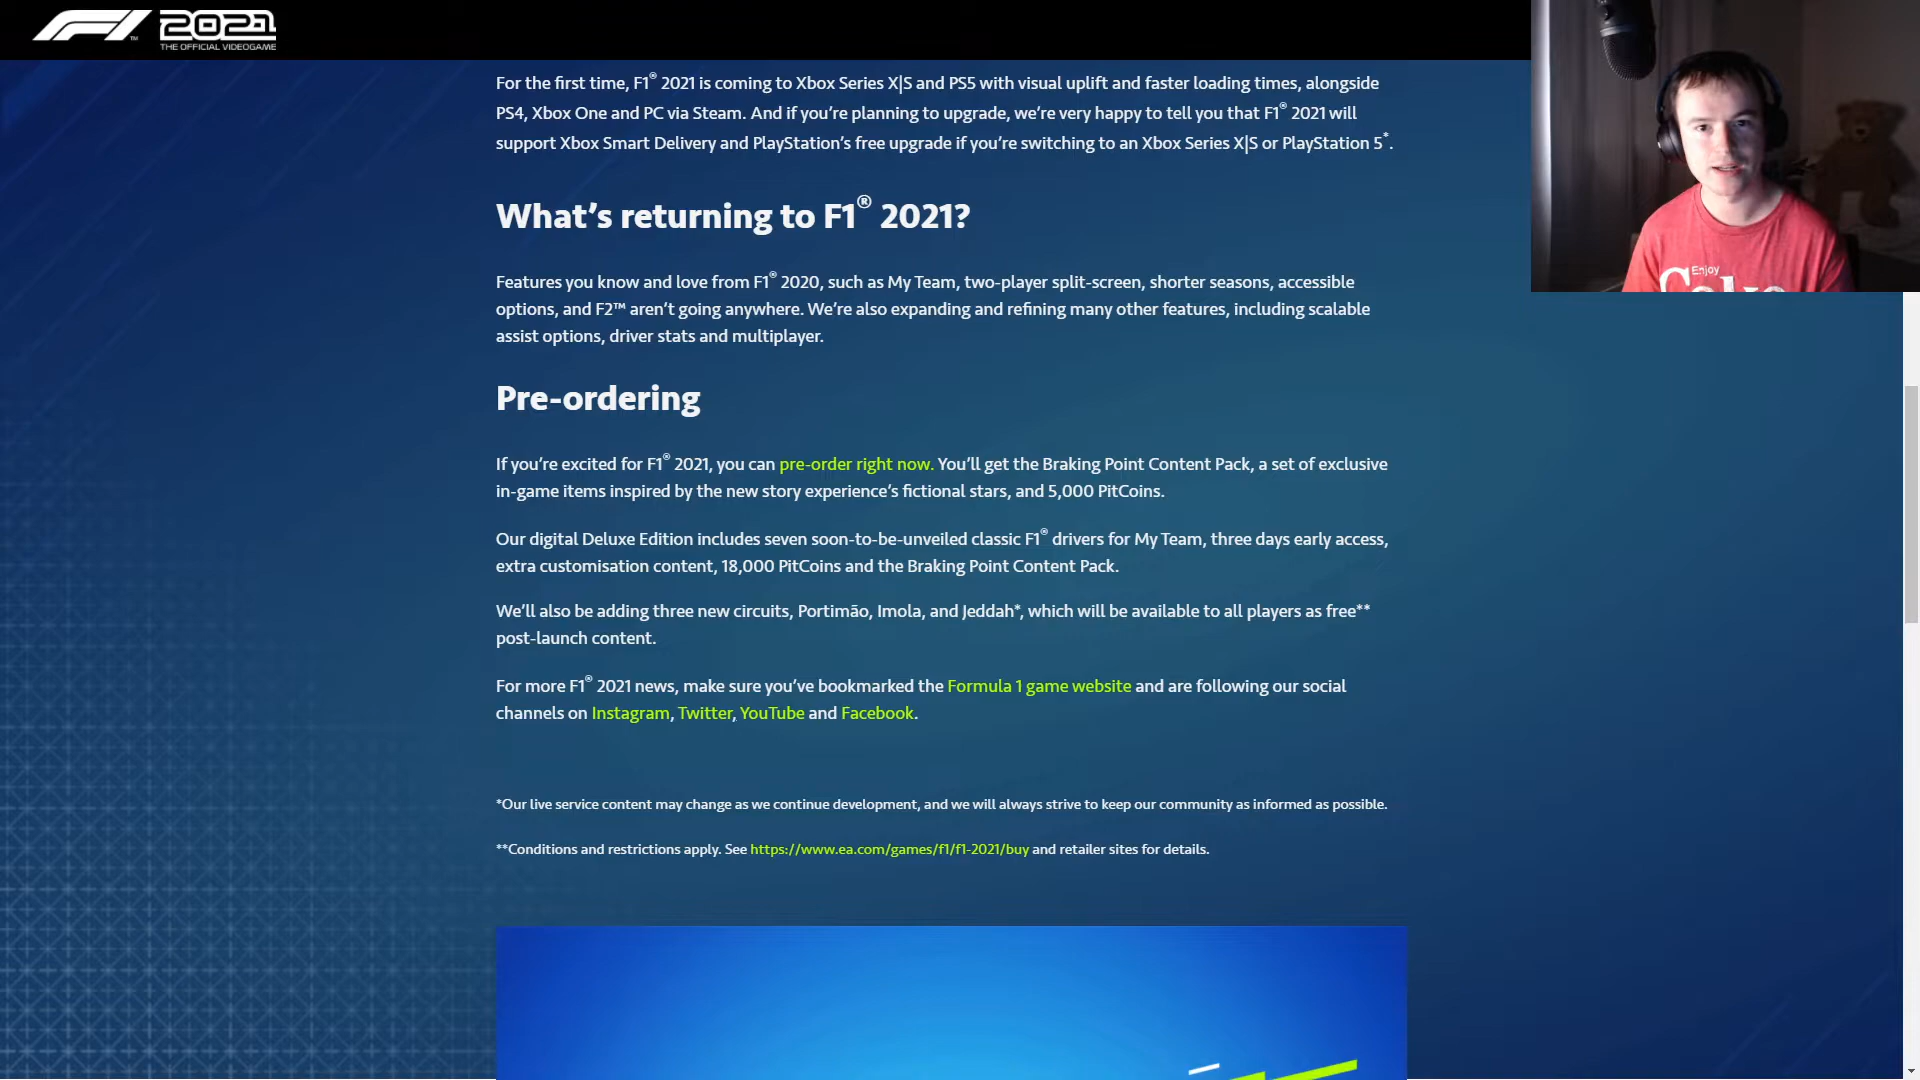 F1 2021
THE OFFICIAL VIDEOGAME
For the first time, F1® 2021 is coming to Xbox Series X|S and PS5 with visual uplift and faster loading times, alongside
PS4, Xbox One and PC via Steam. And if you’re planning to upgrade, we’re very happy to tell you that F1® 2021 will
support Xbox Smart Delivery and PlayStation’s free upgrade if you’re switching to an Xbox Series X|S or PlayStation 5*.
What’s returning to F1® 2021?
Features you know and love from F1® 2020, such as My Team, two-player split-screen, shorter seasons, accessible
options, and F2™ aren’t going anywhere. We’re also expanding and refining many other features, including scalable
assist options, driver stats and multiplayer.
Pre-ordering
If you’re excited for F1® 2021, you can pre-order right now. You’ll get the Braking Point Content Pack, a set of exclusive
in-game items inspired by the new story experience’s fictional stars, and 5,000 PitCoins.
Our digital Deluxe Edition includes seven soon-to-be-unveiled classic F1® drivers for My Team, three days early access,
extra customisation content, 18,000 PitCoins and the Braking Point Content Pack.
We’ll also be adding three new circuits, Portimão, Imola, and Jeddah*, which will be available to all players as free**
post-launch content.
For more F1® 2021 news, make sure you’ve bookmarked the Formula 1 game website and are following our social
channels on Instagram, Twitter, YouTube and Facebook.
*Our live service content may change as we continue development, and we will always strive to keep our community as informed as possible.
**Conditions and restrictions apply. See https://www.ea.com/games/f1/f1-2021/buy and retailer sites for details.
Enjoy